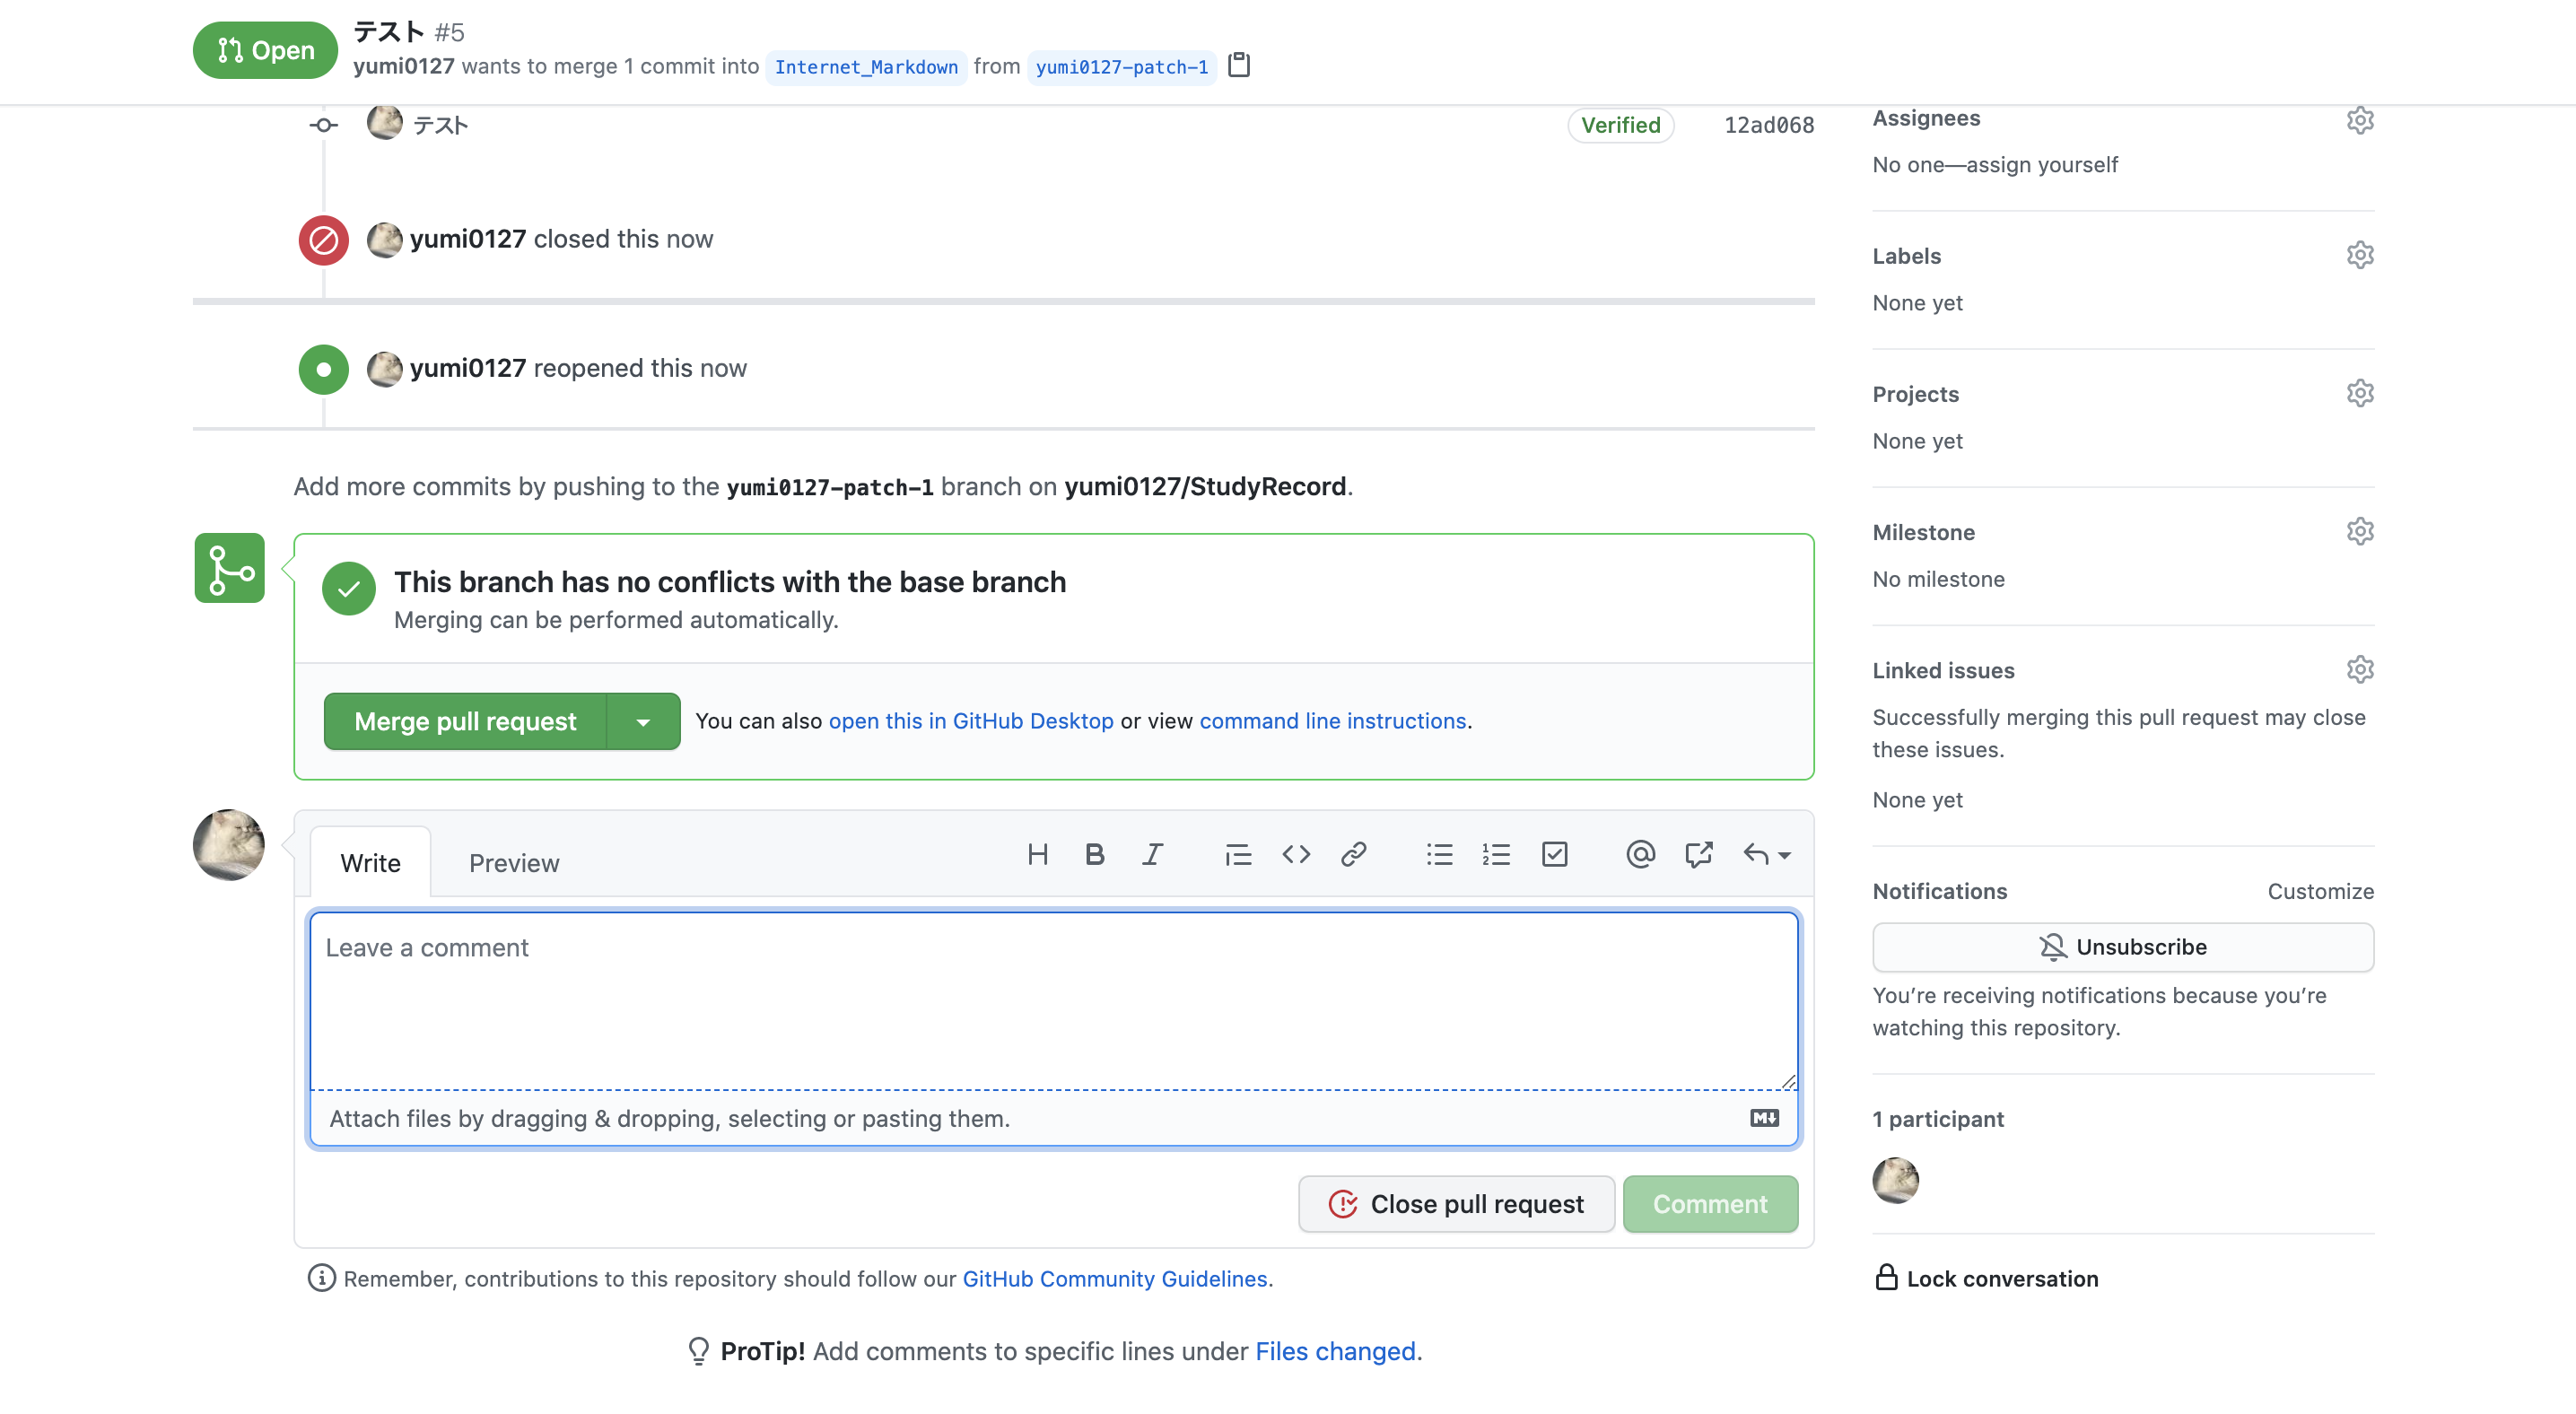 Open
テスト #5
yumi0127 wants to merge 1 commit into Internet_Markdown from yumi0127-patch-1
テスト
Verified 12ad068
yumi0127 closed this now
yumi0127 reopened this now
Add more commits by pushing to the yumi0127-patch-1 branch on yumi0127/StudyRecord.
This branch has no conflicts with the base branch
Merging can be performed automatically.
Merge pull request
You can also open this in GitHub Desktop or view command line instructions.
Write Preview
Leave a comment
Attach files by dragging & dropping, selecting or pasting them.
Close pull request Comment
Remember, contributions to this repository should follow our GitHub Community Guidelines.
ProTip! Add comments to specific lines under Files changed.
Assignees
No one—assign yourself
Labels
None yet
Projects
None yet
Milestone
No milestone
Linked issues
Successfully merging this pull request may close
these issues.
None yet
Notifications Customize
Unsubscribe
You’re receiving notifications because you’re
watching this repository.
1 participant
Lock conversation